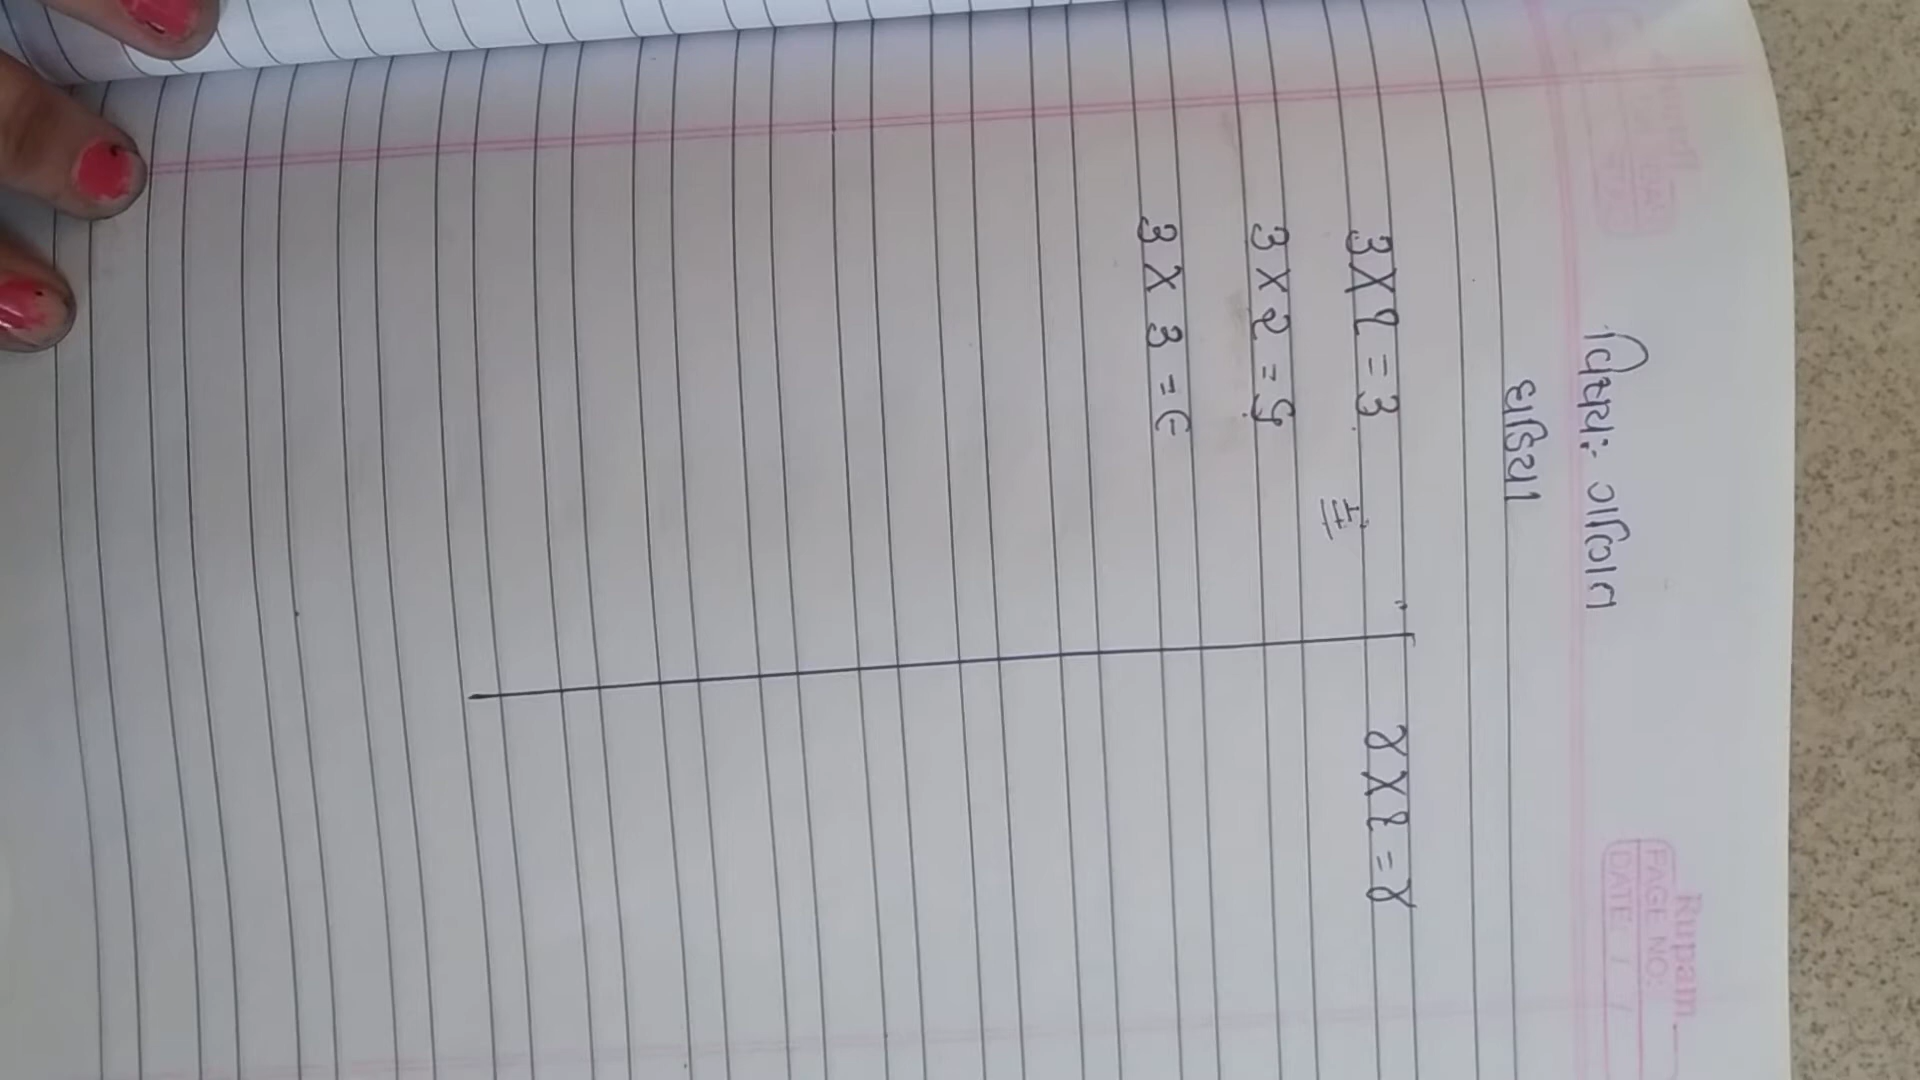 Rupam
PAGE NO:
DATE: / /
વિષય:- ગણિત
ઘડિયા
૩ X ૧ = ૩
૩ X ૨ = ૬
૩ X ૩ = ૯
૪ X ૧ = ૪